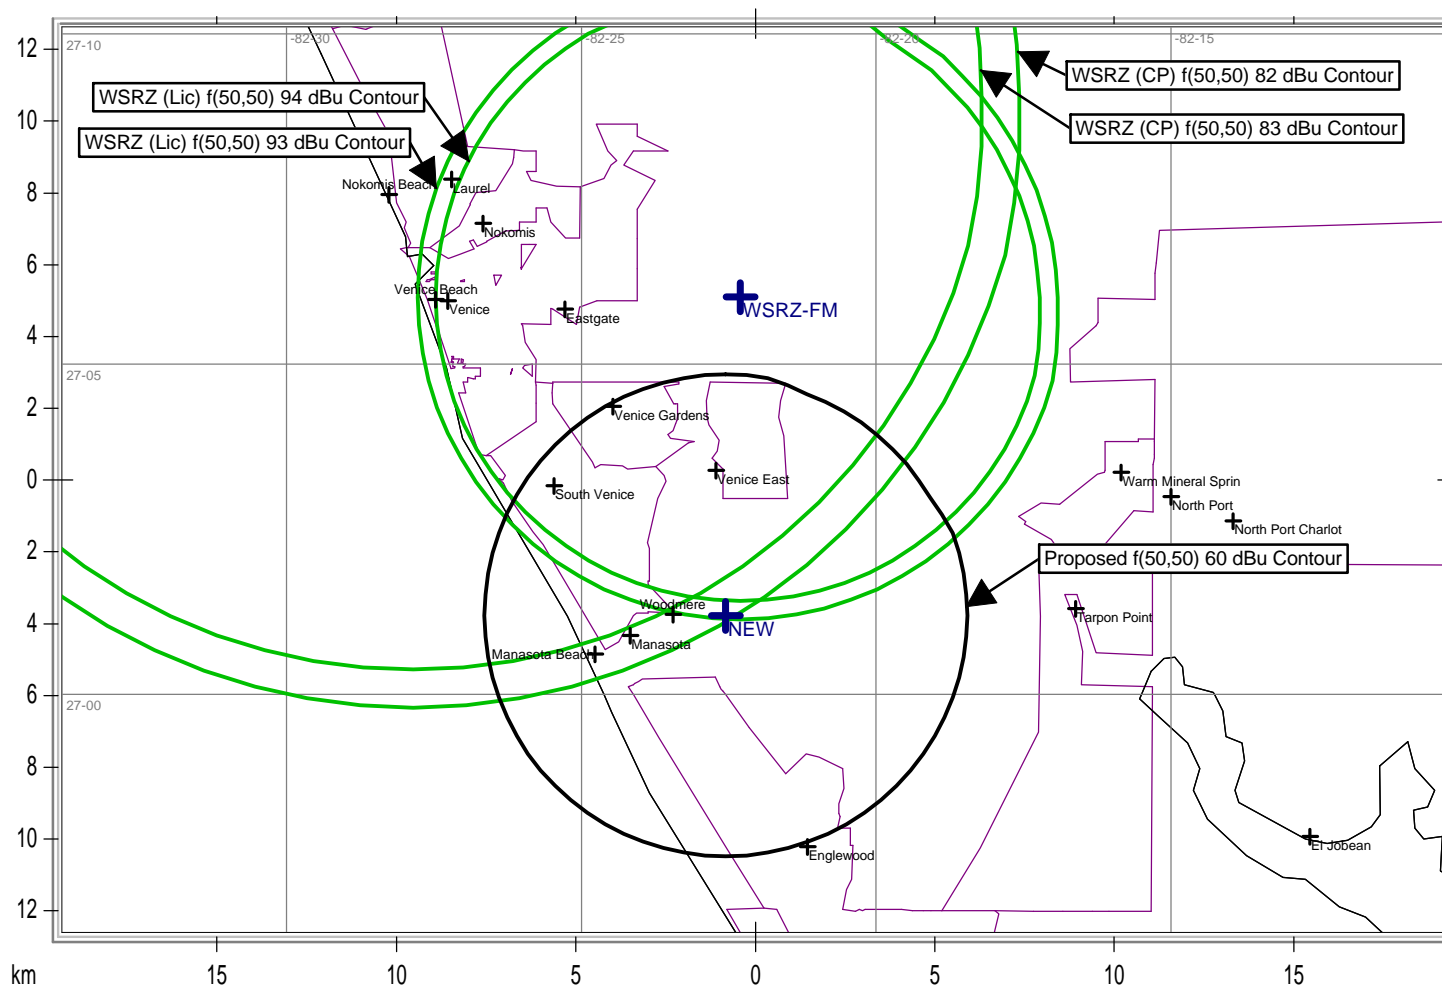 12
27-10
-82-30
-82-25
-82-20
-82-15
WSRZ (CP) f(50,50) 82 dBu Contour
WSRZ (Lic) f(50,50) 94 dBu Contour
10
WSRZ (CP) f(50,50) 83 dBu Contour
WSRZ (Lic) f(50,50) 93 dBu Contour
8
Nokomis Beach
Laurel
Nokomis
6
Venice Beach
Venice
WSRZ-FM
Eastgate
4
27-05
2
Venice Gardens
0
Venice East
Warm Mineral Sprin
South Venice
North Port
North Port Charlot
2
Proposed f(50,50) 60 dBu Contour
4
Woodmere
NEW
Tarpon Point
Manasota
Manasota Beach
6
27-00
8
10
Englewood
El Jobean
12
km
15
10
5
0
5
10
15